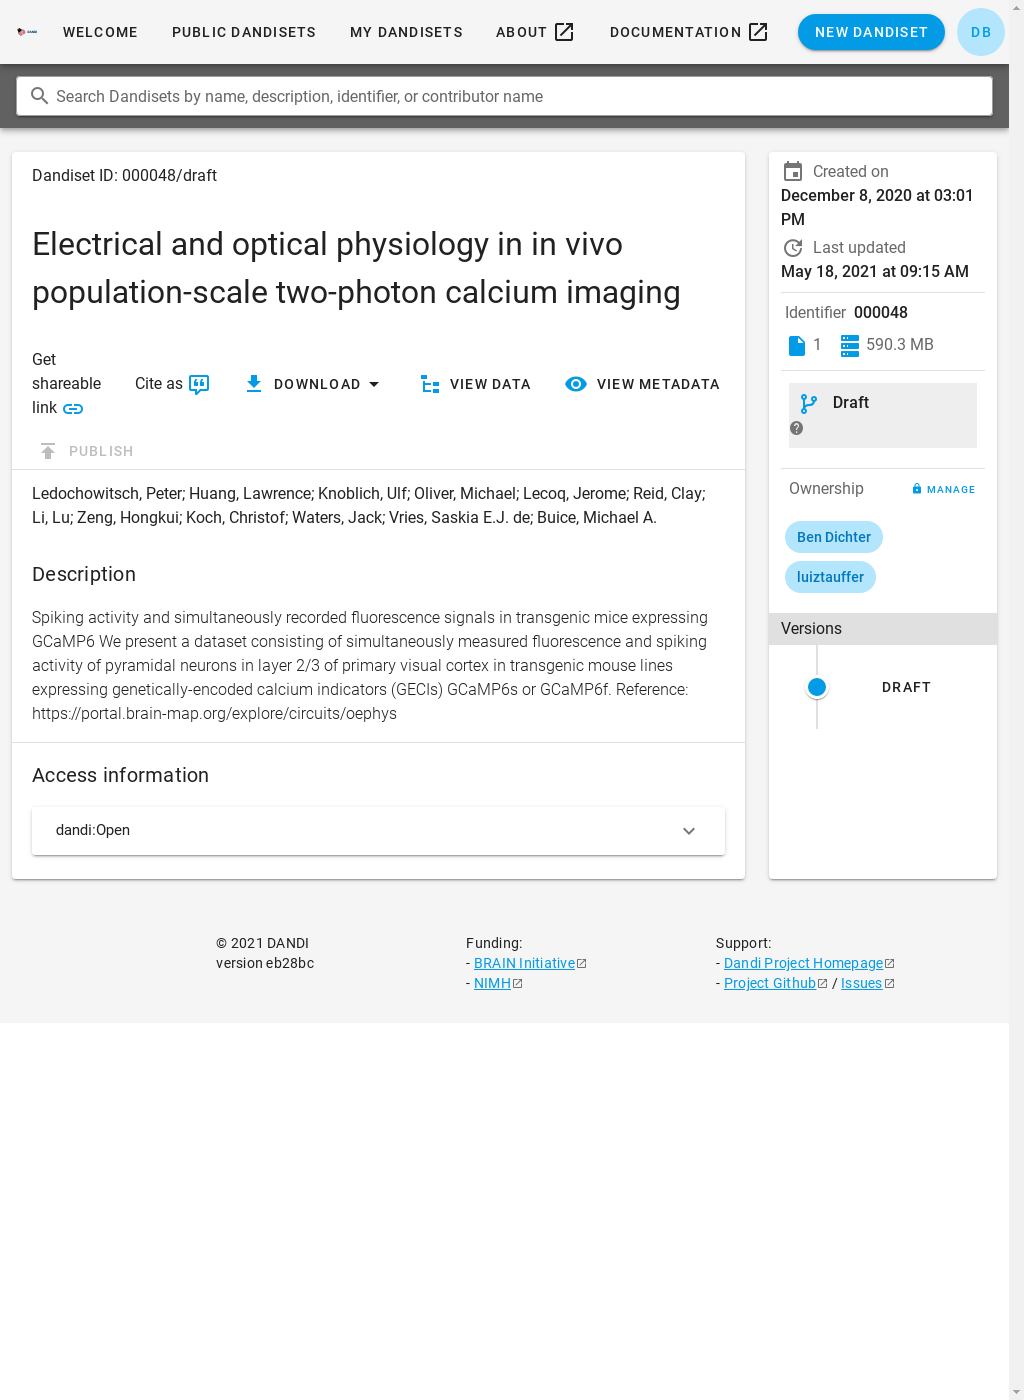 DANDI
WELCOME
PUBLIC DANDISETS
MY DANDISETS
ABOUT
DOCUMENTATION
NEW DANDISET
DB
Search Dandisets by name, description, identifier, or contributor name
Dandiset ID: 000048/draft
Electrical and optical physiology in in vivo
population-scale two-photon calcium imaging
Get
shareable
link
Cite as
DOWNLOAD
VIEW DATA
VIEW METADATA
PUBLISH
Ledochowitsch, Peter; Huang, Lawrence; Knoblich, Ulf; Oliver, Michael; Lecoq, Jerome; Reid, Clay;
Li, Lu; Zeng, Hongkui; Koch, Christof; Waters, Jack; Vries, Saskia E.J. de; Buice, Michael A.
Description
Spiking activity and simultaneously recorded fluorescence signals in transgenic mice expressing
GCaMP6 We present a dataset consisting of simultaneously measured fluorescence and spiking
activity of pyramidal neurons in layer 2/3 of primary visual cortex in transgenic mouse lines
expressing genetically-encoded calcium indicators (GECIs) GCaMP6s or GCaMP6f. Reference:
https://portal.brain-map.org/explore/circuits/oephys
Access information
dandi:Open
Created on
December 8, 2020 at 03:01
PM
Last updated
May 18, 2021 at 09:15 AM
Identifier 000048
1
590.3 MB
Draft
Ownership
MANAGE
Ben Dichter
luiztauffer
Versions
DRAFT
© 2021 DANDI
version eb28bc
Funding:
- BRAIN Initiative
- NIMH
Support:
- Dandi Project Homepage
- Project Github / Issues